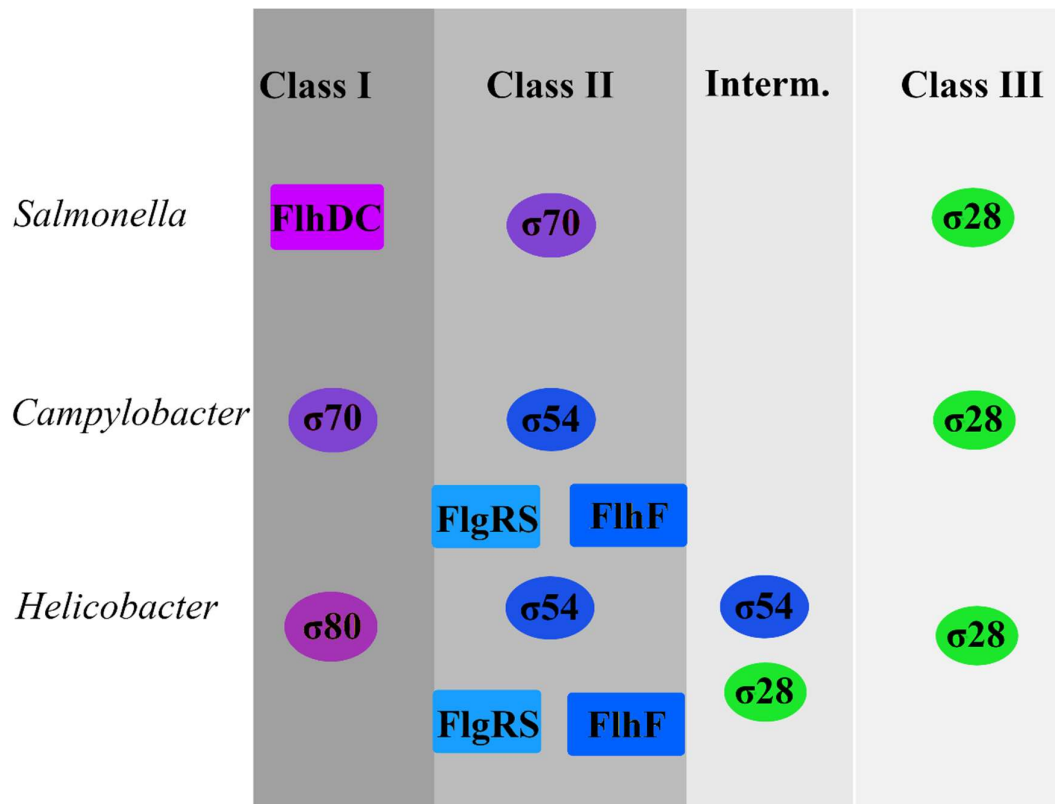 Class I Class II Interm. Class III
Salmonella FlhDC σ70 σ28
Campylobacter σ70 σ54 σ28
FlgRS FlhF
Helicobacter σ80 σ54 σ54 σ28
σ28
FlgRS FlhF